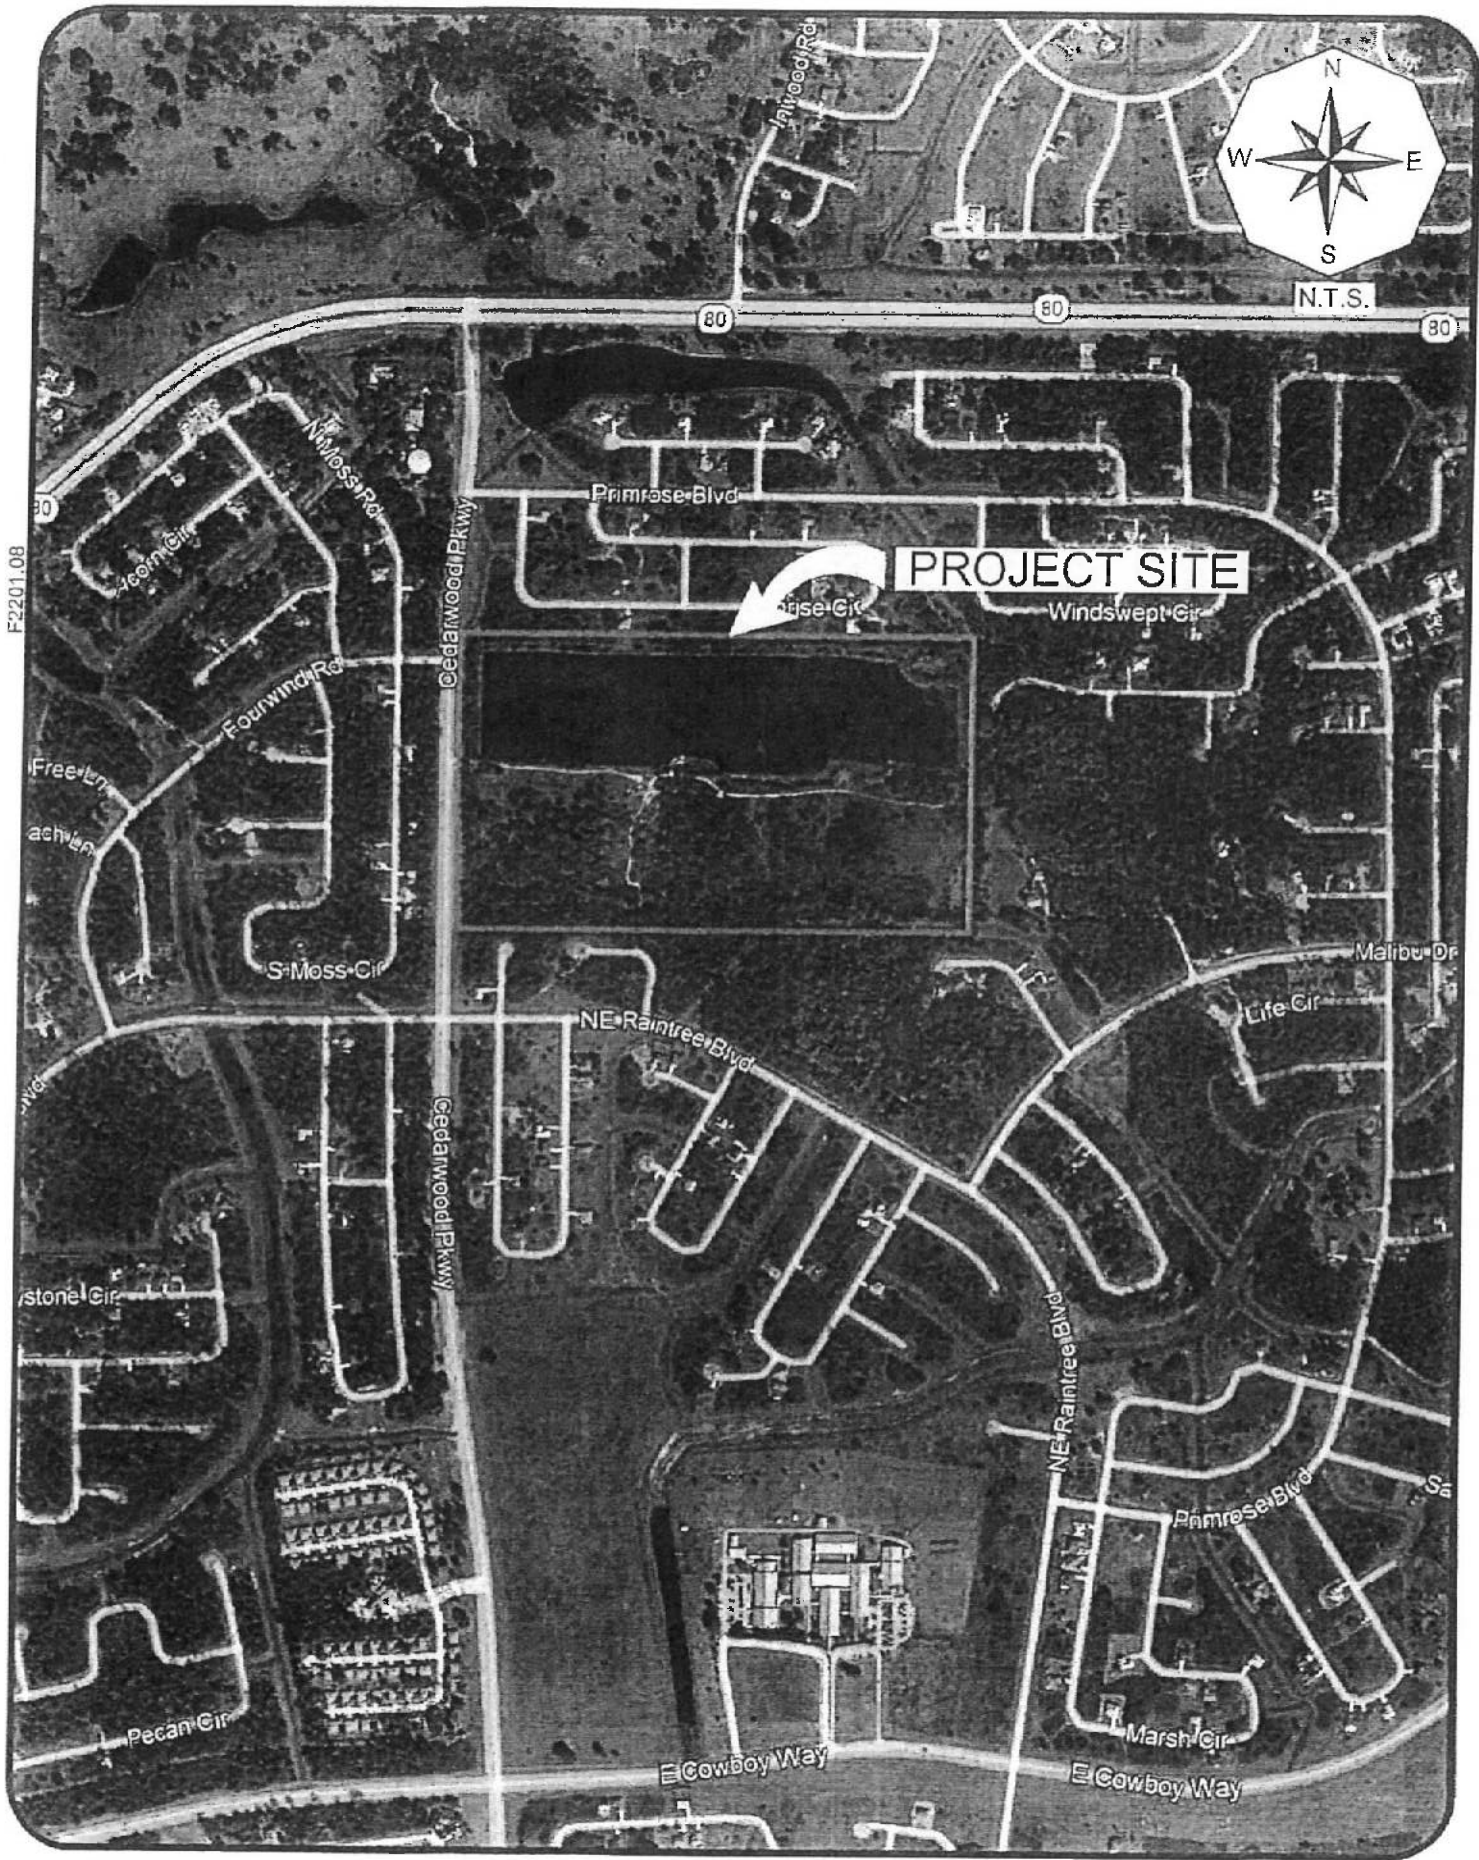 Inwood Rd
N
W
E
S
N.T.S.
80
80
80
80
N Moss Rd
Acorn Cir
Primrose Blvd
Cedarwood Pkwy
F2201.08
PROJECT SITE
Windswept Cir
Fourwind Rd
Free Ln
S Moss Cir
Malibu Dr
Life Cir
NE Raintree Blvd
Cedarwood Pkwy
NE Raintree Blvd
Primrose Blvd
Pecan Cir
Marsh Cir
E Cowboy Way
E Cowboy Way